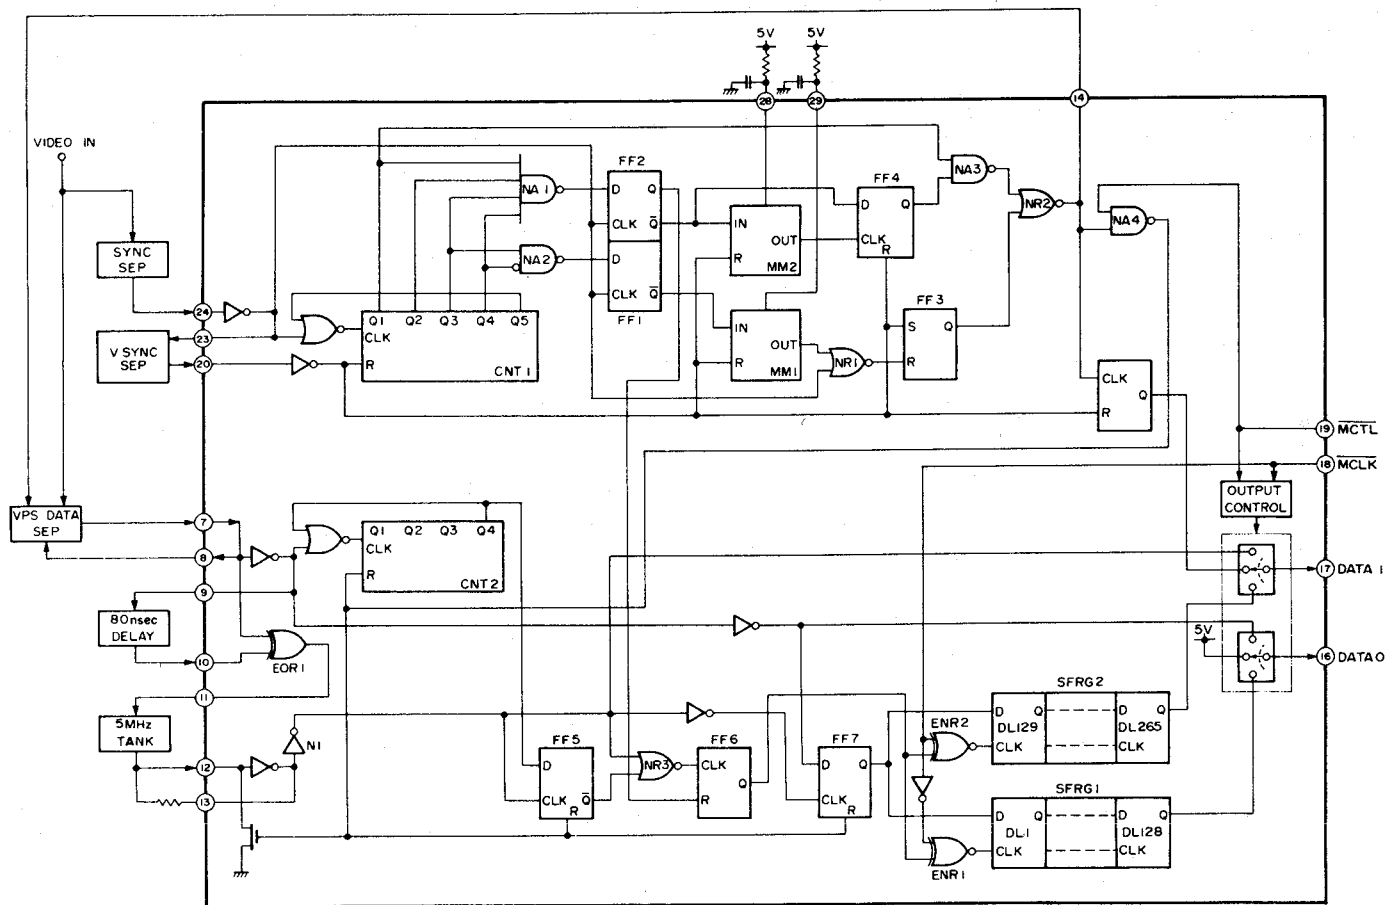 5V 5V
28 29 14
VIDEO IN
SYNC SEP
24
23
V SYNC SEP
20
Q1 Q2 Q3 Q4 Q5
CLK
R
CNT 1
NA 1
NA2
FF2
D Q
CLK Q̅
D
CLK Q̅
FF1
IN
OUT
R
MM2
IN
OUT
R
MM1
FF4
D Q
CLK
R
NA3
NR2
NA4
FF3
S Q
R
NR1
CLK
Q
R
19 M̅C̅T̅L̅
18 M̅C̅L̅K̅
OUTPUT CONTROL
VPS DATA SEP
7
8
9
80nsec DELAY
10
EOR1
11
5MHz TANK
12
13
N1
Q1 Q2 Q3 Q4
CLK
R
CNT2
17 DATA 1
5V
16 DATA 0
FF5
D
CLK Q̅
R
NR3
FF6
CLK
Q
R
FF7
D Q
CLK
R
ENR2
SFRG2
D Q D Q
DL129 DL265
CLK CLK
ENR1
SFRG1
D Q D Q
DL1 DL128
CLK CLK